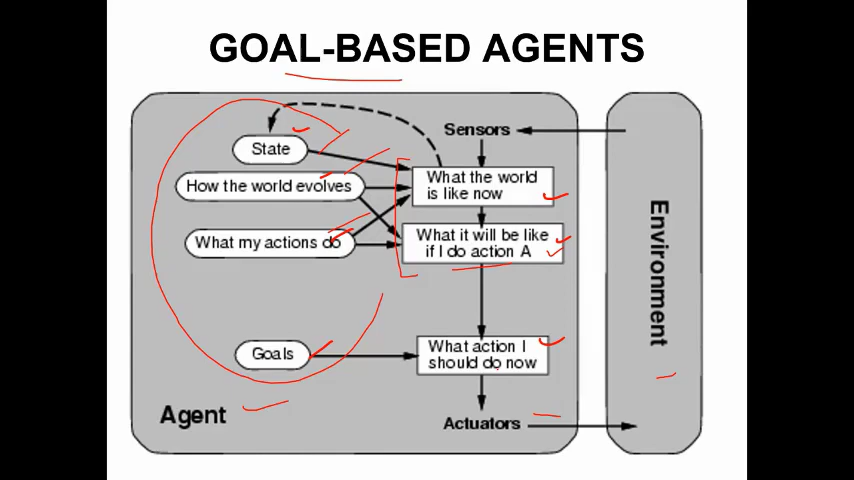 GOAL-BASED AGENTS
Sensors
State
What the world
is like now
How the world evolves
What it will be like
if I do action A
What my actions do
Environment
Goals
What action I
should do now
Agent
Actuators